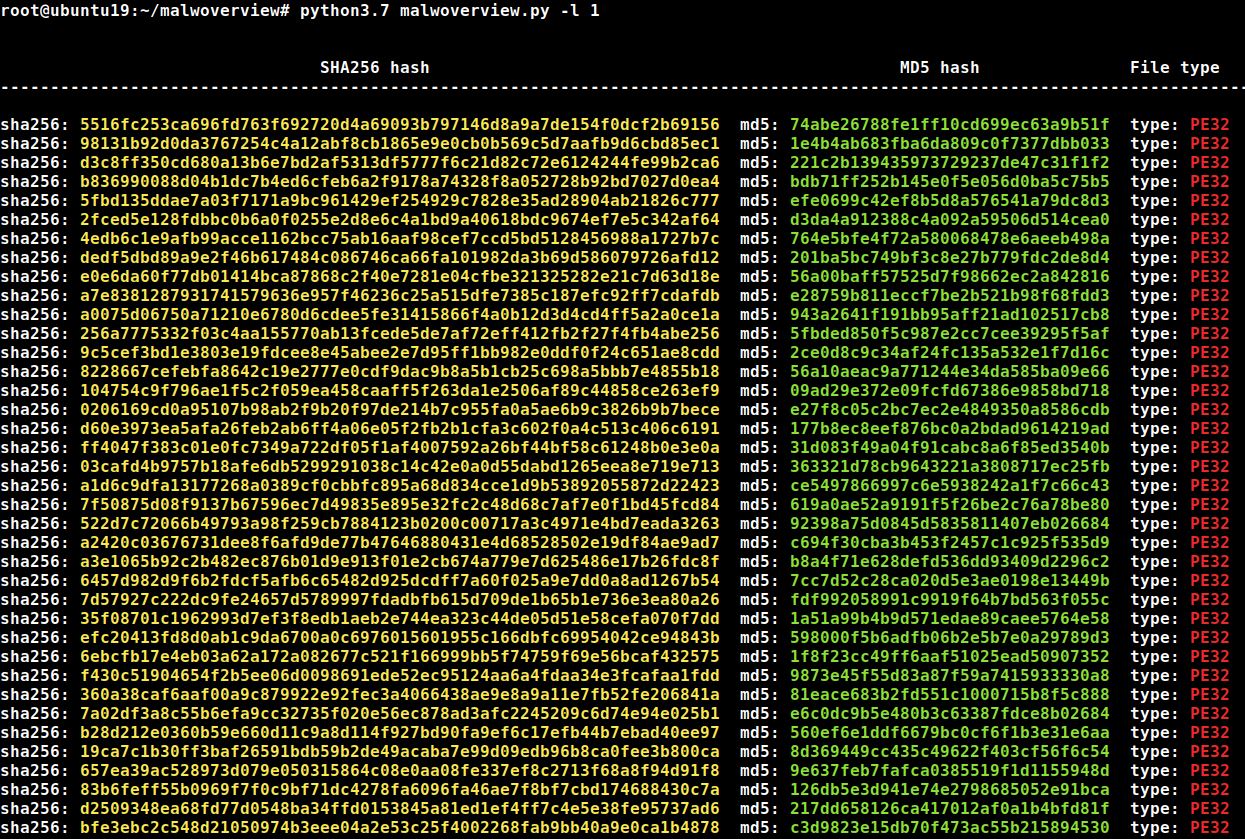 root@ubuntu19:~/malwoverview# python3.7 malwoverview.py -l 1
SHA256 hash MD5 hash File type
---------------------------------------------------------------------------------------------------------------------------
sha256: 5516fc253ca696fd763f692720d4a69093b797146d8a9a7de154f0dcf2b69156 md5: 74abe26788fe1ff10cd699ec63a9b51f type: PE32
sha256: 98131b92d0da3767254c4a12abf8cb1865e9e0cb0b569c5d7aafb9d6cbd85ec1 md5: 1e4b4ab683fba6da809c0f7377dbb033 type: PE32
sha256: d3c8ff350cd680a13b6e7bd2af5313df5777f6c21d82c72e6124244fe99b2ca6 md5: 221c2b139435973729237de47c31f1f2 type: PE32
sha256: b836990088d04b1dc7b4ed6cfeb6a2f9178a74328f8a052728b92bd7027d0ea4 md5: bdb71ff252b145e0f5e056d0ba5c75b5 type: PE32
sha256: 5fbd135ddae7a03f7171a9bc961429ef254929c7828e35ad28904ab21826c777 md5: efe0699c42ef8b5d8a576541a79dc8d3 type: PE32
sha256: 2fced5e128fdbbc0b6a0f0255e2d8e6c4a1bd9a40618bdc9674ef7e5c342af64 md5: d3da4a912388c4a092a59506d514cea0 type: PE32
sha256: 4edb6c1e9afb99acce1162bcc75ab16aaf98cef7ccd5bd5128456988a1727b7c md5: 764e5bfe4f72a580068478e6aeeb498a type: PE32
sha256: dedf5dbd89a9e2f46b617484c086746ca66fa101982da3b69d586079726afd12 md5: 201ba5bc749bf3c8e27b779fdc2de8d4 type: PE32
sha256: e0e6da60f77db01414bca87868c2f40e7281e04cfbe321325282e21c7d63d18e md5: 56a00baff57525d7f98662ec2a842816 type: PE32
sha256: a7e8381287931741579636e957f46236c25a515dfe7385c187efc92ff7cdafdb md5: e28759b811eccf7be2b521b98f68fdd3 type: PE32
sha256: a0075d06750a71210e6780d6cdee5fe31415866f4a0b12d3d4cd4ff5a2a0ce1a md5: 943a2641f191bb95aff21ad102517cb8 type: PE32
sha256: 256a7775332f03c4aa155770ab13fcede5de7af72eff412fb2f27f4fb4abe256 md5: 5fbded850f5c987e2cc7cee39295f5af type: PE32
sha256: 9c5cef3bd1e3803e19fdcee8e45abee2e7d95ff1bb982e0ddf0f24c651ae8cdd md5: 2ce0d8c9c34af24fc135a532e1f7d16c type: PE32
sha256: 8228667cefebfa8642c19e2777e0cdf9dac9b8a5b1cb25c698a5bbb7e4855b18 md5: 56a10aeac9a771244e34da585ba09e66 type: PE32
sha256: 104754c9f796ae1f5c2f059ea458caaff5f263da1e2506af89c44858ce263ef9 md5: 09ad29e372e09fcfd67386e9858bd718 type: PE32
sha256: 0206169cd0a95107b98ab2f9b20f97de214b7c955fa0a5ae6b9c3826b9b7bece md5: e27f8c05c2bc7ec2e4849350a8586cdb type: PE32
sha256: d60e3973ea5afa26feb2ab6ff4a06e05f2fb2b1cfa3c602f0a4c513c406c6191 md5: 177b8ec8eef876bc0a2bdad9614219ad type: PE32
sha256: ff4047f383c01e0fc7349a722df05f1af4007592a26bf44bf58c61248b0e3e0a md5: 31d083f49a04f91cabc8a6f85ed3540b type: PE32
sha256: 03cafd4b9757b18afe6db5299291038c14c42e0a0d55dabd1265eea8e719e713 md5: 363321d78cb9643221a3808717ec25fb type: PE32
sha256: a1d6c9dfa13177268a0389cf0cbbfc895a68d834cce1d9b53892055872d22423 md5: ce5497866997c6e5938242a1f7c66c43 type: PE32
sha256: 7f50875d08f9137b67596ec7d49835e895e32fc2c48d68c7af7e0f1bd45fcd84 md5: 619a0ae52a9191f5f26be2c76a78be80 type: PE32
sha256: 522d7c72066b49793a98f259cb7884123b0200c00717a3c4971e4bd7eada3263 md5: 92398a75d0845d5835811407eb026684 type: PE32
sha256: a2420c03676731dee8f6afd9de77b47646880431e4d68528502e19df84ae9ad7 md5: c694f30cba3b453f2457c1c925f535d9 type: PE32
sha256: a3e1065b92c2b482ec876b01d9e913f01e2cb674a779e7d625486e17b26fdc8f md5: b8a4f71e628defd536dd93409d2296c2 type: PE32
sha256: 6457d982d9f6b2fdcf5afb6c65482d925dcdff7a60f025a9e7dd0a8ad1267b54 md5: 7cc7d52c28ca020d5e3ae0198e13449b type: PE32
sha256: 7d57927c222dc9fe24657d5789997fdadbfb615d709de1b65b1e736e3ea80a26 md5: fdf992058991c9919f64b7bd563f055c type: PE32
sha256: 35f08701c1962993d7ef3f8edb1aeb2e744ea323c44de05d51e58cefa070f7dd md5: 1a51a99b4b9d571edae89caee5764e58 type: PE32
sha256: efc20413fd8d0ab1c9da6700a0c6976015601955c166dbfc69954042ce94843b md5: 598000f5b6adfb06b2e5b7e0a29789d3 type: PE32
sha256: 6ebcfb17e4eb03a62a172a082677c521f166999bb5f74759f69e56bcaf432575 md5: 1f8f23cc49ff6aaf51025ead50907352 type: PE32
sha256: f430c51904654f2b5ee06d0098691ede52ec95124aa6a4fdaa34e3fcafaa1fdd md5: 9873e45f55d83a87f59a7415933330a8 type: PE32
sha256: 360a38caf6aaf00a9c879922e92fec3a4066438ae9e8a9a11e7fb52fe206841a md5: 81eace683b2fd551c1000715b8f5c888 type: PE32
sha256: 7a02df3a8c55b6efa9cc32735f020e56ec878ad3afc2245209c6d74e94e025b1 md5: e6c0dc9b5e480b3c63387fdce8b02684 type: PE32
sha256: b28d212e0360b59e660d11c9a8d114f927bd90fa9ef6c17efb44b7ebad40ee97 md5: 560ef6e1ddf6679bc0cf6f1b3e31e6aa type: PE32
sha256: 19ca7c1b30ff3baf26591bdb59b2de49acaba7e99d09edb96b8ca0fee3b800ca md5: 8d369449cc435c49622f403cf56f6c54 type: PE32
sha256: 657ea39ac528973d079e050315864c08e0aa08fe337ef8c2713f68a8f94d91f8 md5: 9e637feb7fafca0385519f1d1155948d type: PE32
sha256: 83b6feff55b0969f7f0c9bf71dc4278fa6096fa46ae7f8bf7cbd174688430c7a md5: 126db5e3d941e74e2798685052e91bca type: PE32
sha256: d2509348ea68fd77d0548ba34ffd0153845a81ed1ef4ff7c4e5e38fe95737ad6 md5: 217dd658126ca417012af0a1b4bfd81f type: PE32
sha256: bfe3ebc2c548d21050974b3eee04a2e53c25f4002268fab9bb40a9e0ca1b4878 md5: c3d9823e15db70f473ac55b215894530 type: PE32